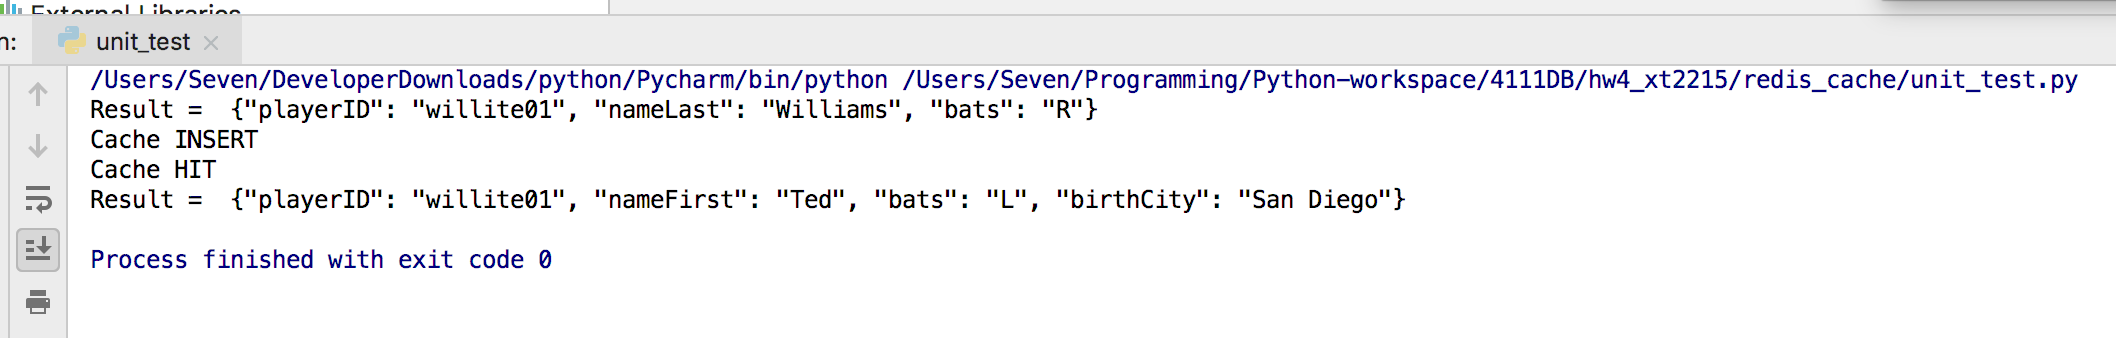 External Libraries
n:
unit_test
/Users/Seven/DeveloperDownloads/python/Pycharm/bin/python /Users/Seven/Programming/Python-workspace/4111DB/hw4_xt2215/redis_cache/unit_test.py
Result =  {"playerID": "willite01", "nameLast": "Williams", "bats": "R"}
Cache INSERT
Cache HIT
Result =  {"playerID": "willite01", "nameFirst": "Ted", "bats": "L", "birthCity": "San Diego"}
Process finished with exit code 0